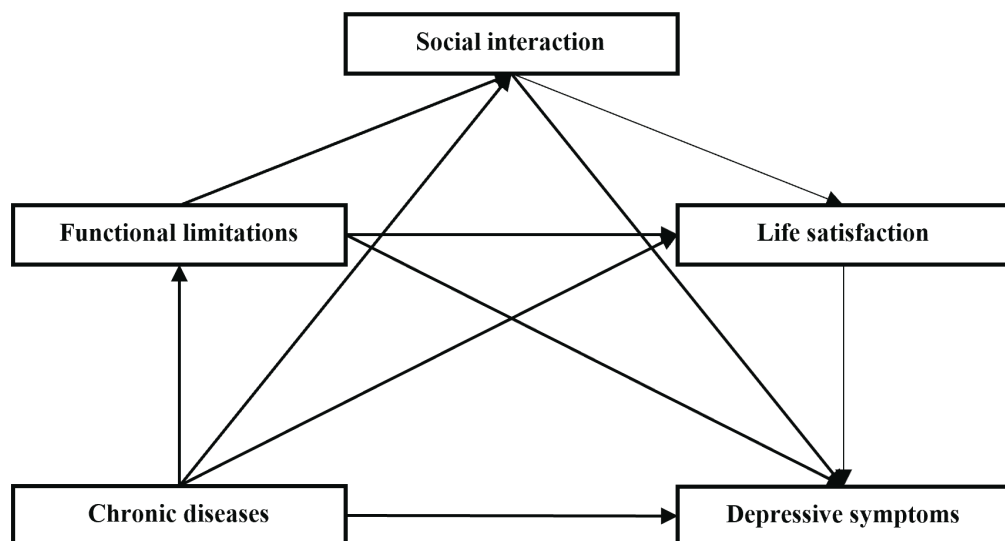 Social interaction
Functional limitations
Life satisfaction
Chronic diseases
Depressive symptoms